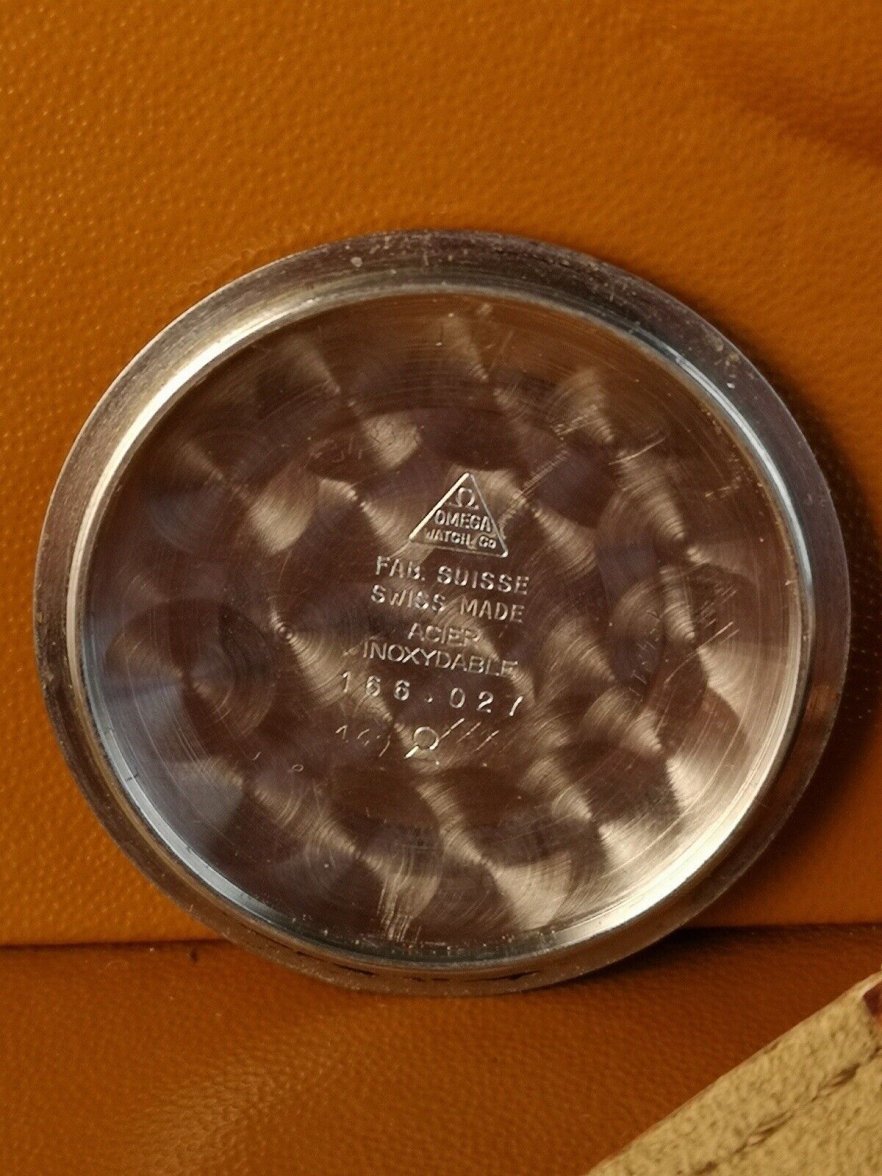 Ω
OMEGA
WATCH CO
FAB. SUISSE
SWISS MADE
ACIER
INOXYDABLE
166.027